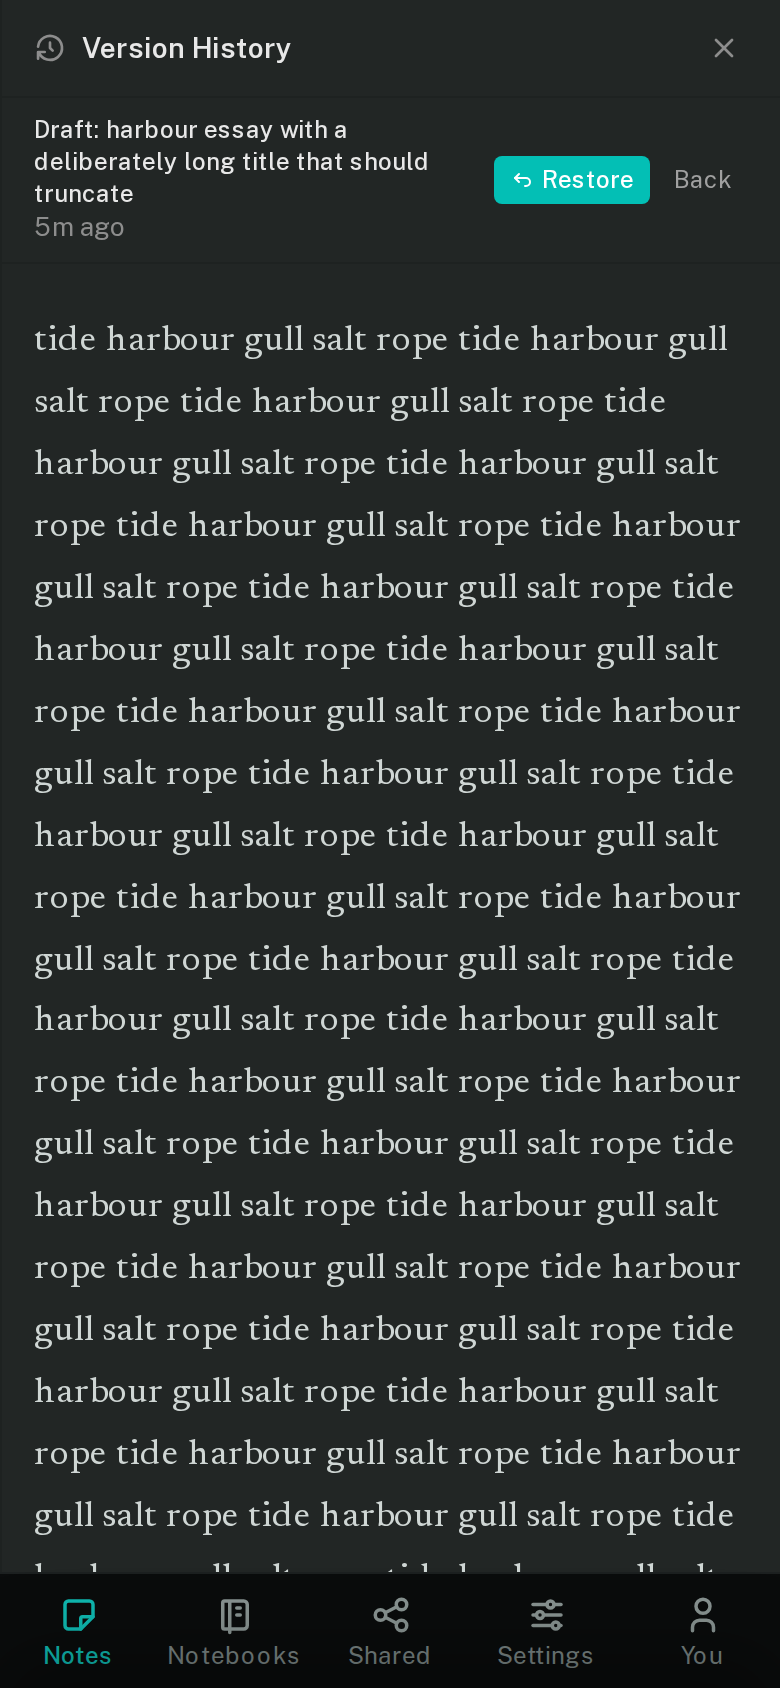 Version History
Draft: harbour essay with a
deliberately long title that should
truncate
5m ago
Restore
Back
tide harbour gull salt rope tide harbour gull
salt rope tide harbour gull salt rope tide
harbour gull salt rope tide harbour gull salt
rope tide harbour gull salt rope tide harbour
gull salt rope tide harbour gull salt rope tide
harbour gull salt rope tide harbour gull salt
rope tide harbour gull salt rope tide harbour
gull salt rope tide harbour gull salt rope tide
harbour gull salt rope tide harbour gull salt
rope tide harbour gull salt rope tide harbour
gull salt rope tide harbour gull salt rope tide
harbour gull salt rope tide harbour gull salt
rope tide harbour gull salt rope tide harbour
gull salt rope tide harbour gull salt rope tide
harbour gull salt rope tide harbour gull salt
rope tide harbour gull salt rope tide harbour
gull salt rope tide harbour gull salt rope tide
harbour gull salt rope tide harbour gull salt
rope tide harbour gull salt rope tide harbour
gull salt rope tide harbour gull salt rope tide
Notes
Notebooks
Shared
Settings
You